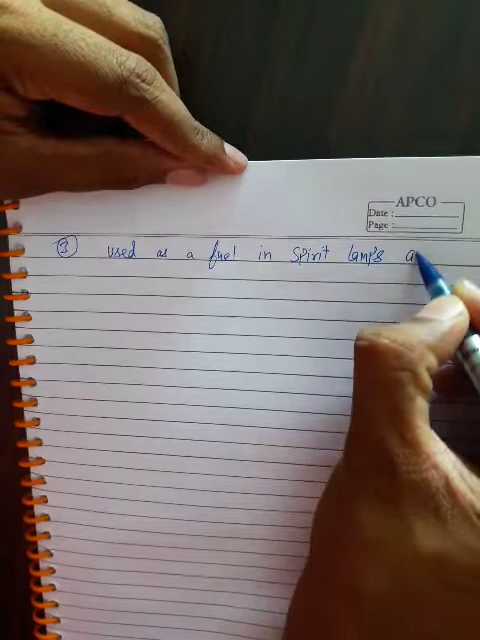 APCO
Date :
Page :
③ used as a fuel in Spirit lamps a